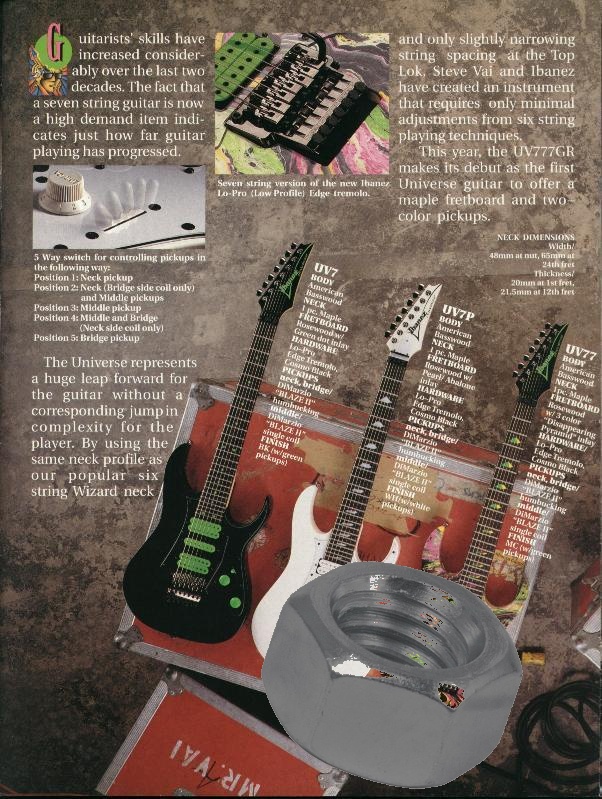 Guitarists' skills have
increased consider-
ably over the last two
decades. The fact that
a seven string guitar is now
a high demand item indi-
cates just how far guitar
playing has progressed.
5 Way switch for controlling pickups in
the following way:
Position 1: Neck pickup
Position 2: Neck (Bridge side coil only)
and Middle pickups
Position 3: Middle pickup
Position 4: Middle and Bridge
(Neck side coil only)
Position 5: Bridge pickup
The Universe represents
a huge leap forward for
the guitar without a
corresponding jump in
complexity for the
player. By using the
same neck profile as
our popular six
string Wizard neck
Seven string version of the new Ibanez
Lo-Pro (Low Profile) Edge tremolo.
and only slightly narrowing
string spacing at the Top
Lok, Steve Vai and Ibanez
have created an instrument
that requires only minimal
adjustments from six string
playing techniques.
This year, the UV777GR
makes its debut as the first
Universe guitar to offer a
maple fretboard and two-
color pickups.
NECK DIMENSIONS
Width/
48mm at nut, 65mm at
24th fret
Thickness/
20mm at 1st fret,
21.5mm at 12th fret
UV7
BODY
American
Basswood
NECK
1 pc. Maple
FRETBOARD
Rosewood w/
Green dot inlay
HARDWARE
Lo-Pro
Edge Tremolo,
Cosmo Black
PICKUPS
neck, bridge/
DiMarzio
"BLAZE II"
humbucking
middle/
DiMarzio
"BLAZE II"
single coil
FINISH
BK (w/green
pickups)
UV7P
BODY
American
Basswood
NECK
1 pc. Maple
FRETBOARD
Rosewood w/
Pearl/ Abalone
inlay
HARDWARE
Lo-Pro
Edge Tremolo,
Cosmo Black
PICKUPS
neck, bridge/
DiMarzio
"BLAZE II"
humbucking
middle/
DiMarzio
"BLAZE II"
single coil
FINISH
WH(w/white
pickups)
UV77
BODY
American
Basswood
NECK
1 pc. Maple
FRETBOARD
Rosewood
w/ 3 color
"Disappearing
Pyramid" inlay
HARDWARE/
Lo-Pro
Edge Tremolo,
Cosmo Black
PICKUPS
neck, bridge/
DiMarzio
"BLAZE II"
humbucking
middle/
DiMarzio
"BLAZE II"
single coil
FINISH
MC (w/green
pickups)
Ibanez
MR. VAI